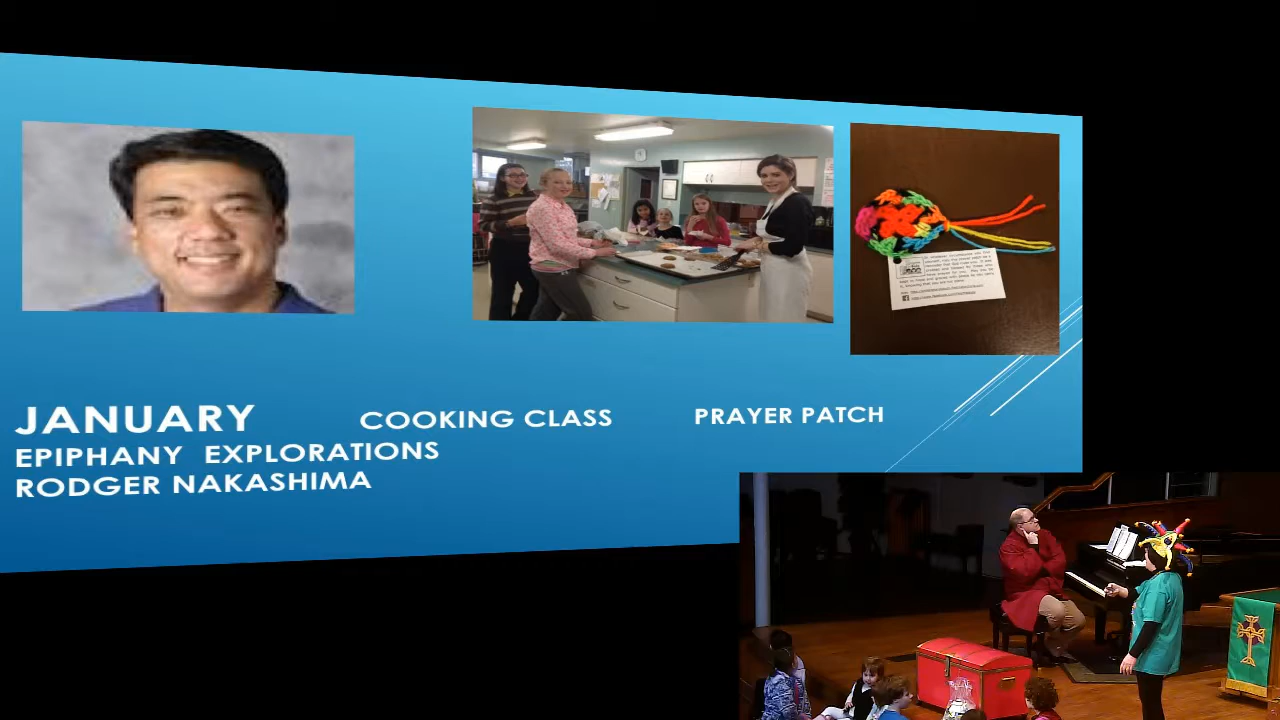 JANUARY
EPIPHANY EXPLORATIONS
RODGER NAKASHIMA
COOKING CLASS
PRAYER PATCH